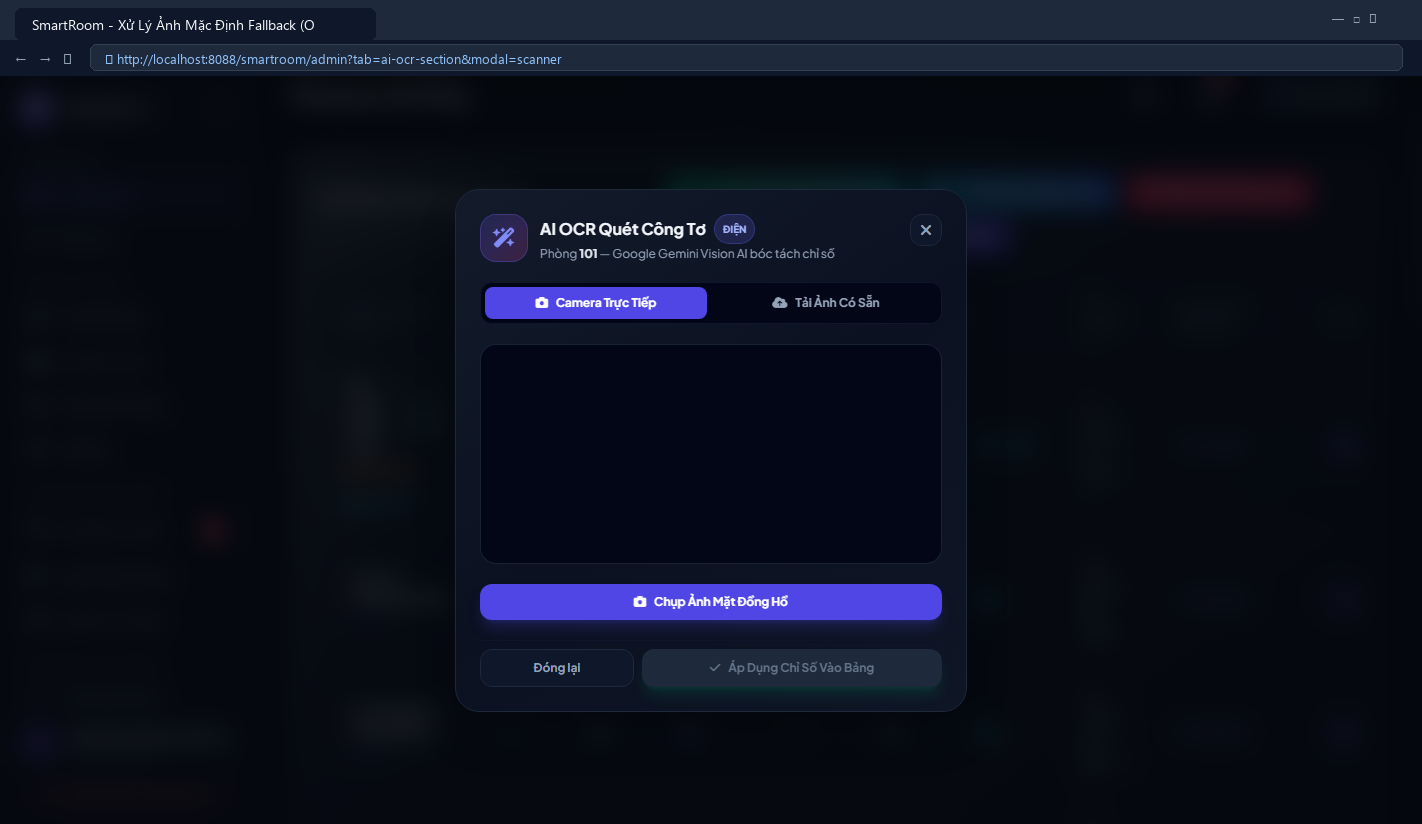 SmartRoom - Xử Lý Ảnh Mặc Định Fallback (O
http://localhost:8088/smartroom/admin?tab=ai-ocr-section&modal=scanner
AI OCR Quét Công Tơ ĐIỆN
Phòng 101 — Google Gemini Vision AI bóc tách chỉ số
Camera Trực Tiếp
Tải Ảnh Có Sẵn
Chụp Ảnh Mặt Đồng Hồ
Đóng lại
Áp Dụng Chỉ Số Vào Bảng